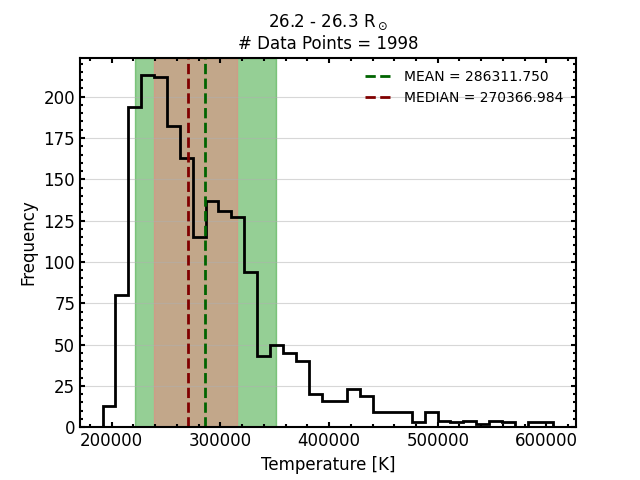 26.2 - 26.3 R⊙
# Data Points = 1998
MEAN = 286311.750
MEDIAN = 270366.984
Frequency
200
175
150
125
100
75
50
25
0
200000 300000 400000 500000 600000
Temperature [K]